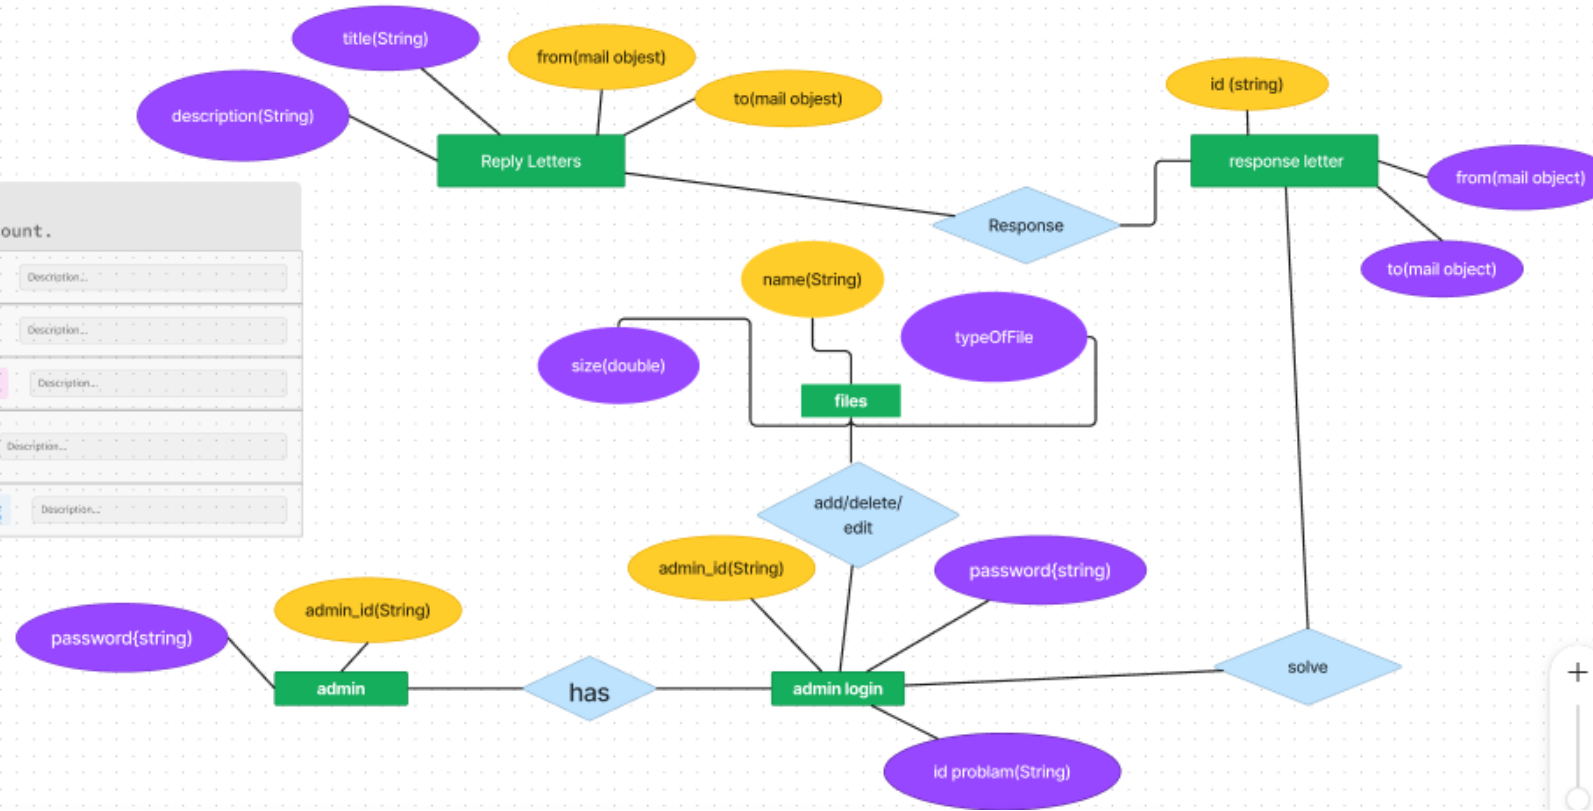 title(String)
from(mail objest)
to(mail objest)
description(String)
Reply Letters
id (string)
response letter
from(mail object)
to(mail object)
Response
ount.
Description...
Description...
Description...
Description...
Description...
name(String)
typeOfFile
size(double)
files
add/delete/
edit
admin_id(String)
password{string)
admin_id(String)
password{string)
admin
has
admin login
solve
id problam(String)
+